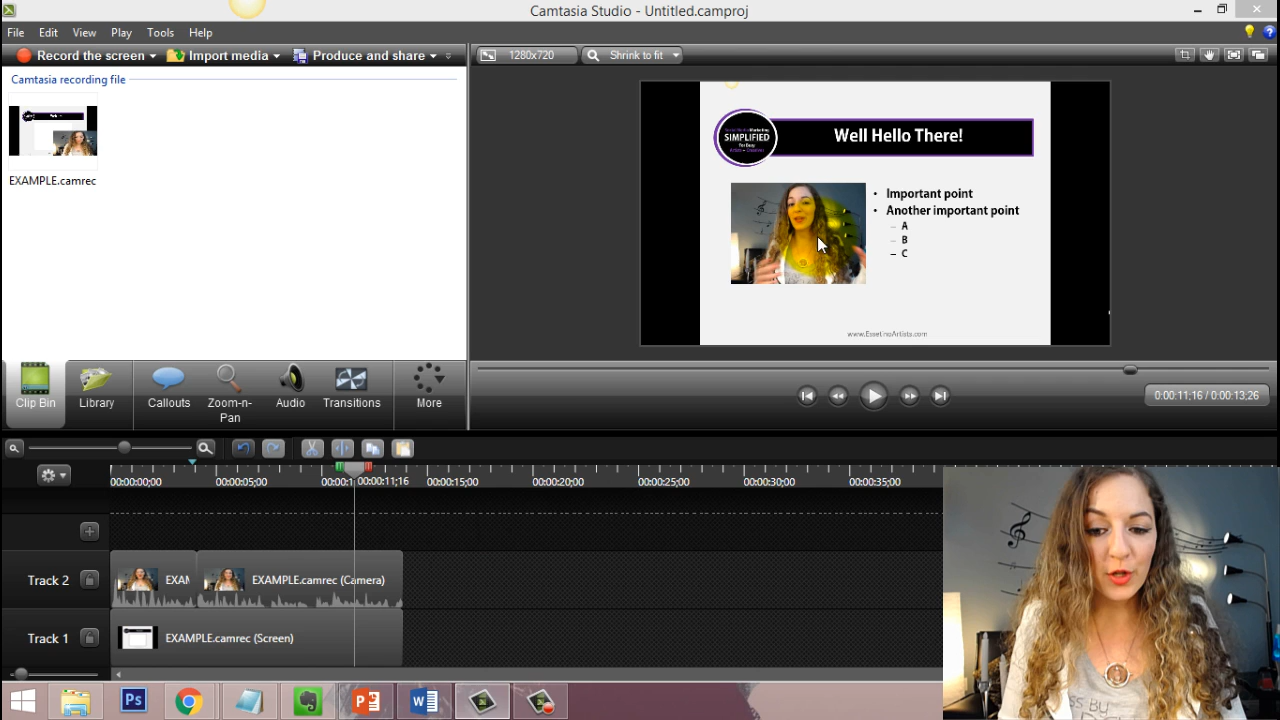 Camtasia Studio - Untitled.camproj
File Edit View Play Tools Help
Record the screen Import media Produce and share
1280x720 Shrink to fit
Camtasia recording file
EXAMPLE.camrec
SIMPLIFIED
Well Hello There!
• Important point
• Another important point
– A
– B
– C
www.EssetinoArtists.com
Clip Bin Library Callouts Zoom-n-Pan Audio Transitions More
0:00:11;16 / 0:00:13;26
00:00:00;00 00:00:05;00 00:00:1 00:00:11;16 00:00:15;00 00:00:20;00 00:00:25;00 00:00:30;00 00:00:35;00
Track 2 EXAM EXAMPLE.camrec (Camera)
Track 1 EXAMPLE.camrec (Screen)
Ps